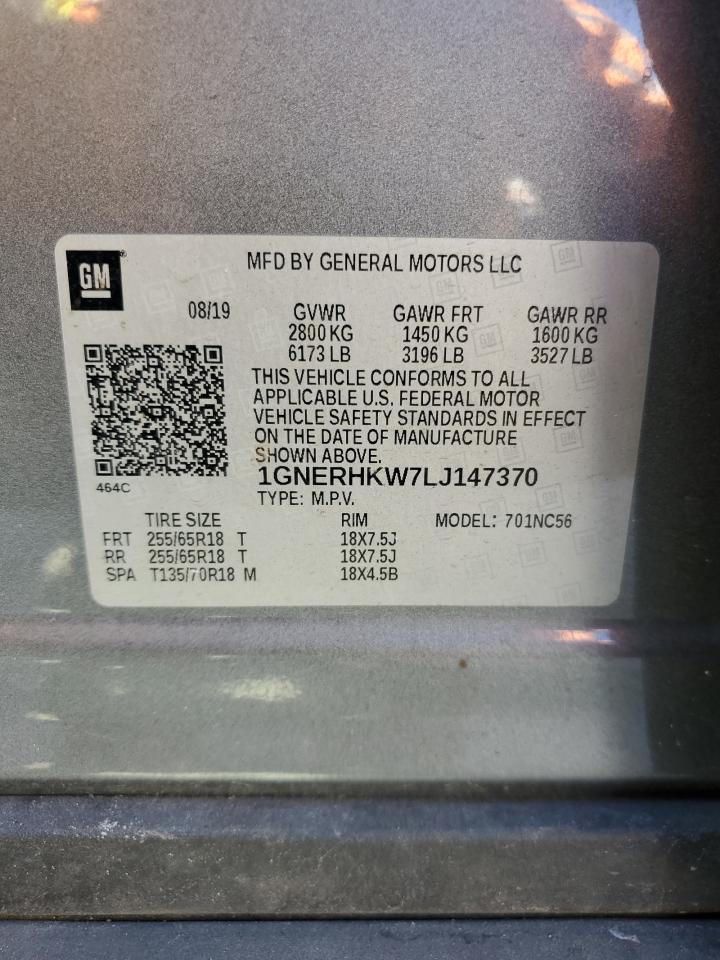 GM
MFD BY GENERAL MOTORS LLC
08/19 GVWR GAWR FRT GAWR RR
2800 KG 1450 KG 1600 KG
6173 LB 3196 LB 3527 LB
THIS VEHICLE CONFORMS TO ALL
APPLICABLE U.S. FEDERAL MOTOR
VEHICLE SAFETY STANDARDS IN EFFECT
ON THE DATE OF MANUFACTURE
SHOWN ABOVE.
464C
1GNERHKW7LJ147370
TYPE: M.P.V.
TIRE SIZE RIM MODEL: 701NC56
FRT 255/65R18 T 18X7.5J
RR 255/65R18 T 18X7.5J
SPA T135/70R18 M 18X4.5B